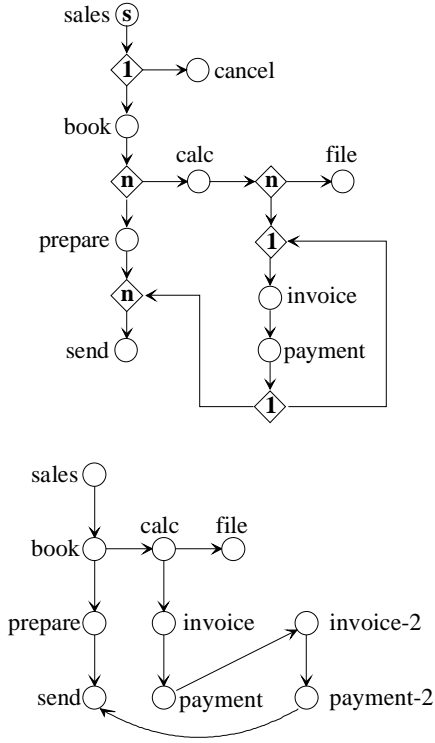 sales s
1 cancel
book
calc file
n n
prepare 1
n invoice
send payment
1
sales
book calc file
prepare invoice invoice-2
send payment payment-2